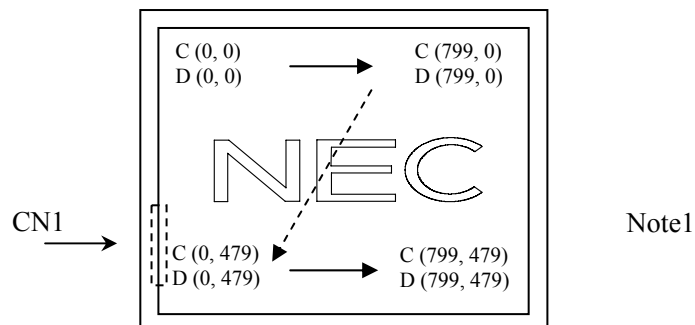 C (0, 0) C (799, 0)
D (0, 0) D (799, 0)
NEC
CN1 Note1
C (0, 479) C (799, 479)
D (0, 479) D (799, 479)